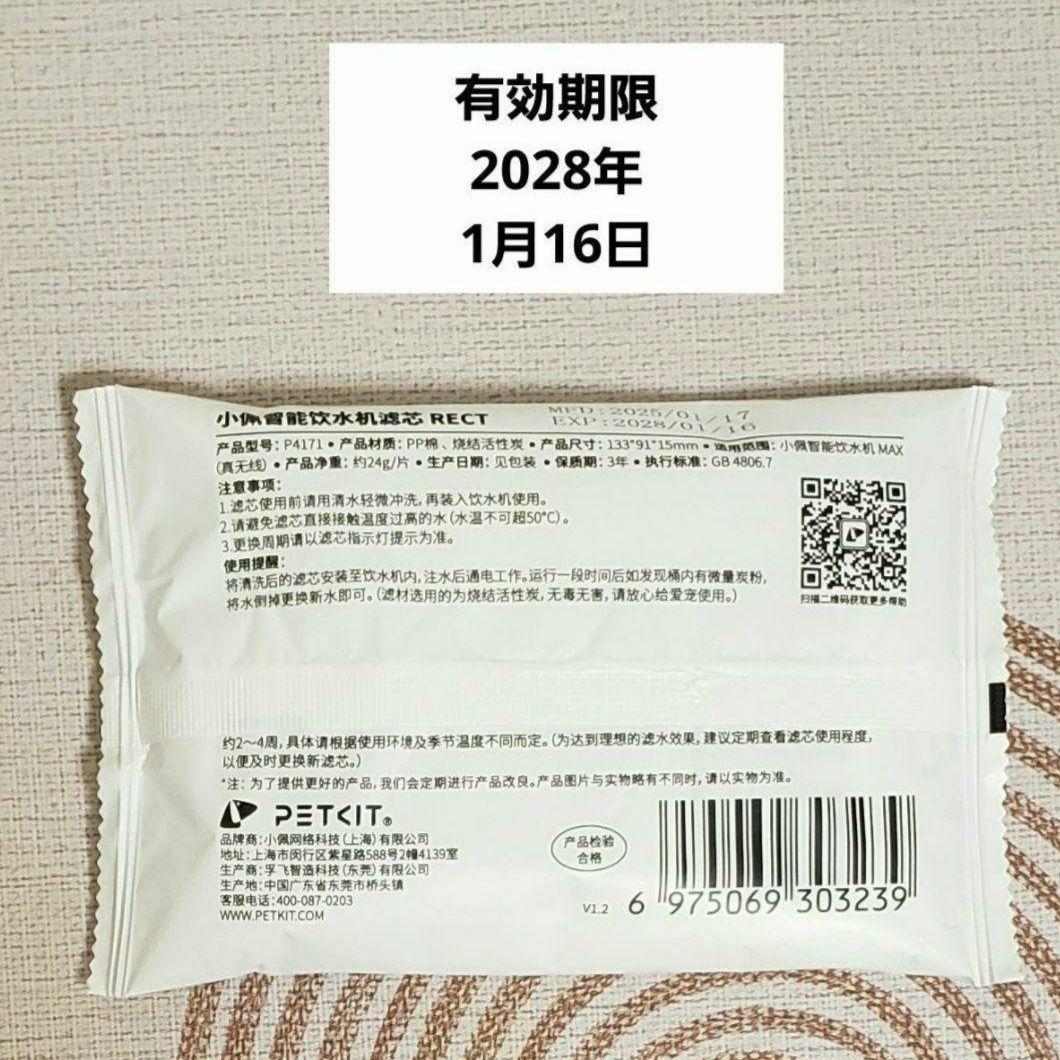 有効期限
2028年
1月16日
小佩智能饮水机滤芯 RECT
MFD:2025/01/17
EXP:2028/01/16
产品型号: P4171 • 产品材质: PP棉、烧结活性炭 • 产品尺寸: 133*91*15mm • 适用范围: 小佩智能饮水机 MAX
(真无线) • 产品净重: 约24g/片 • 生产日期: 见包装 • 保质期: 3年 • 执行标准: GB 4806.7
注意事项:
1.滤芯使用前请用清水轻微冲洗,再装入饮水机使用。
2.请避免滤芯直接接触温度过高的水(水温不可超50°C)。
3.更换周期请以滤芯指示灯提示为准。
使用提醒:
将清洗后的滤芯安装至饮水机内,注水后通电工作。运行一段时间后如发现桶内有微量炭粉,
将水倒掉更换新水即可。(滤材选用的为烧结活性炭,无毒无害,请放心给爱宠使用。)
扫描二维码获取更多帮助
约2～4周,具体请根据使用环境及季节温度不同而定。(为达到理想的滤水效果,建议定期查看滤芯使用程度,
以便及时更换新滤芯。)
*注: 为了提供更好的产品,我们会定期进行产品改良。产品图片与实物略有不同时,请以实物为准。
PETKIT®
品牌商:小佩网络科技(上海)有限公司
地址:上海市闵行区紫星路588号2幢4139室
生产商:孚飞智造科技(东莞)有限公司
生产地:中国广东省东莞市桥头镇
客服电话:400-087-0203
WWW.PETKIT.COM
产品检验
合格
V1.2
6 975069 303239